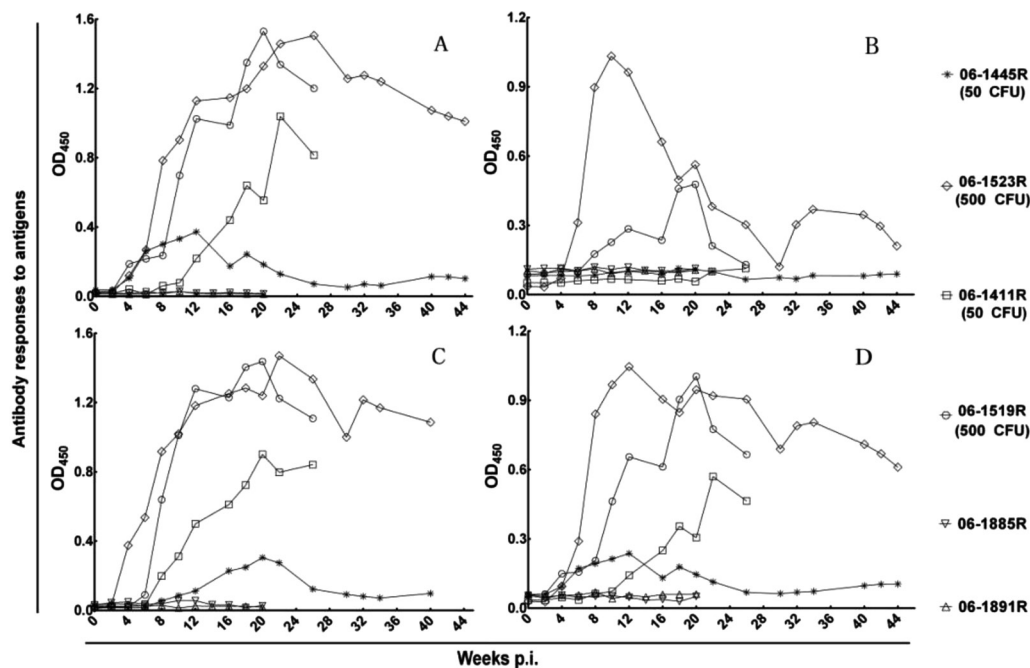 Antibody responses to antigens
A
OD450
1.6
1.2
0.8
0.4
0.0
0 4 8 12 16 20 24 28 32 36 40 44
B
OD450
1.2
0.9
0.6
0.3
0.0
0 4 8 12 16 20 24 28 32 36 40 44
C
OD450
1.6
1.2
0.8
0.4
0.0
0 4 8 12 16 20 24 28 32 36 40 44
D
OD450
1.2
0.9
0.6
0.3
0.0
0 4 8 12 16 20 24 28 32 36 40 44
Weeks p.i.
06-1445R
(50 CFU)
06-1523R
(500 CFU)
06-1411R
(50 CFU)
06-1519R
(500 CFU)
06-1885R
06-1891R